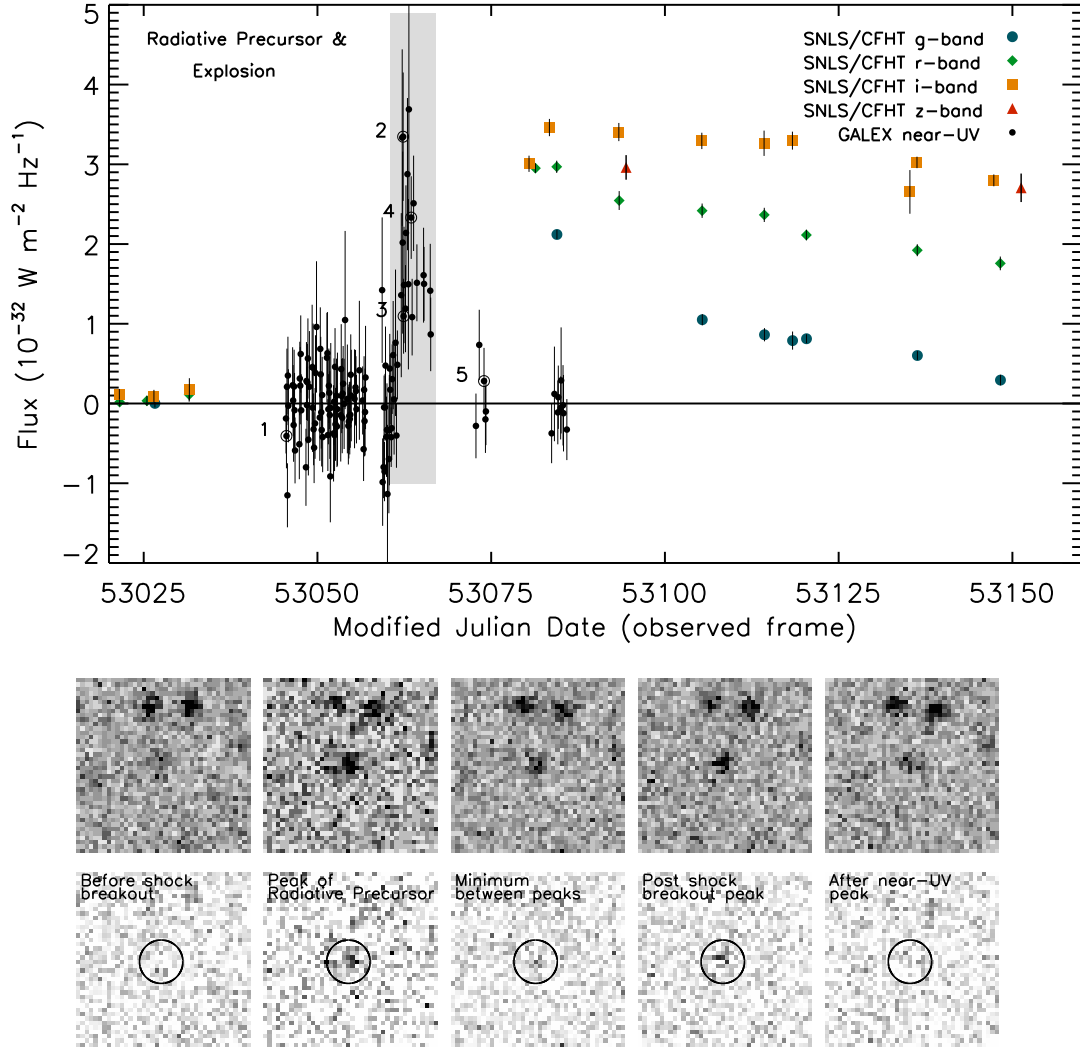 Radiative Precursor &
Explosion
SNLS/CFHT g-band
SNLS/CFHT r-band
SNLS/CFHT i-band
SNLS/CFHT z-band
GALEX near-UV
5
4
3
2
1
0
-1
-2
Flux (10⁻³² W m⁻² Hz⁻¹)
2
4
3
5
1
53025 53050 53075 53100 53125 53150
Modified Julian Date (observed frame)
Before shock
breakout
Peak of
Radiative Precursor
Minimum
between peaks
Post shock
breakout peak
After near-UV
peak